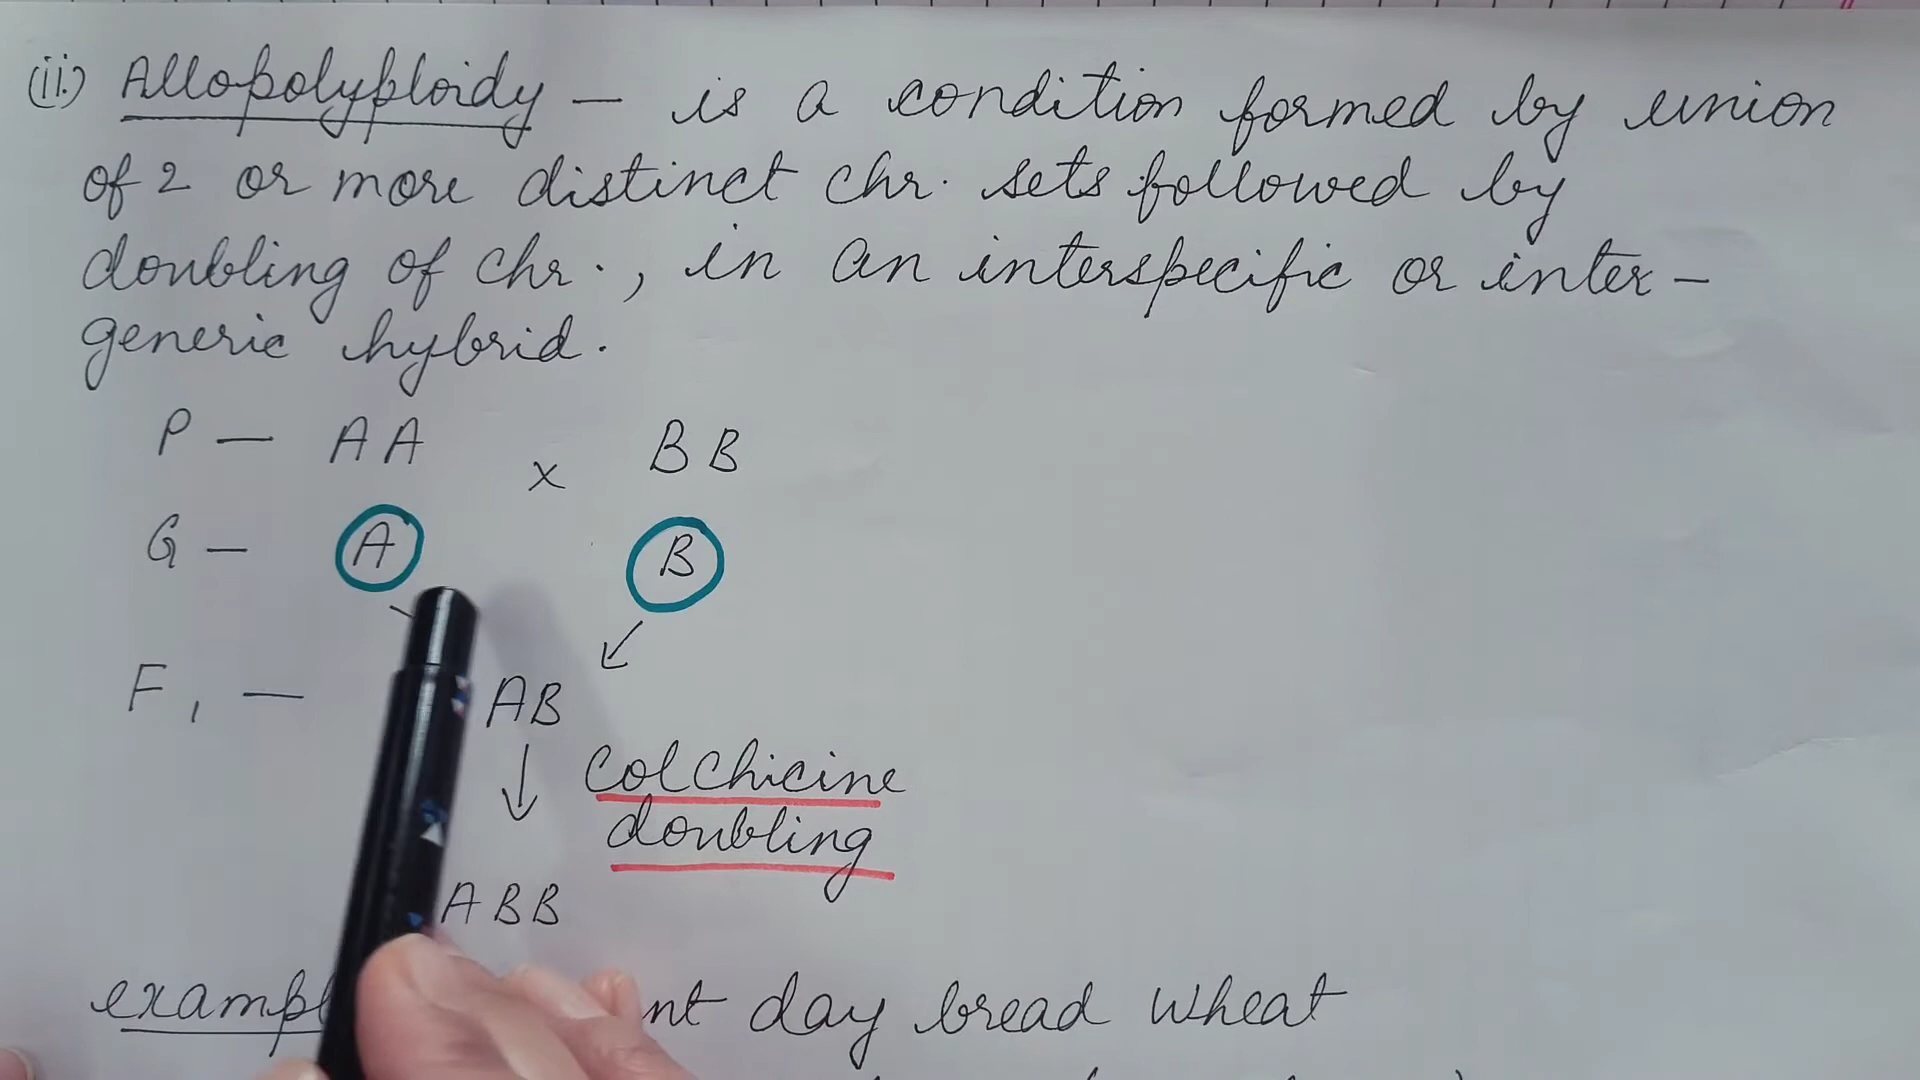 (ii) Allopolyploidy — is a condition formed by union
of 2 or more distinct chr. sets followed by
doubling of chr., in an interspecific or inter-
generic hybrid.
P — AA x BB
G — A B
F1 — AB
↓ Colchicine
doubling
ABB
day bread wheat